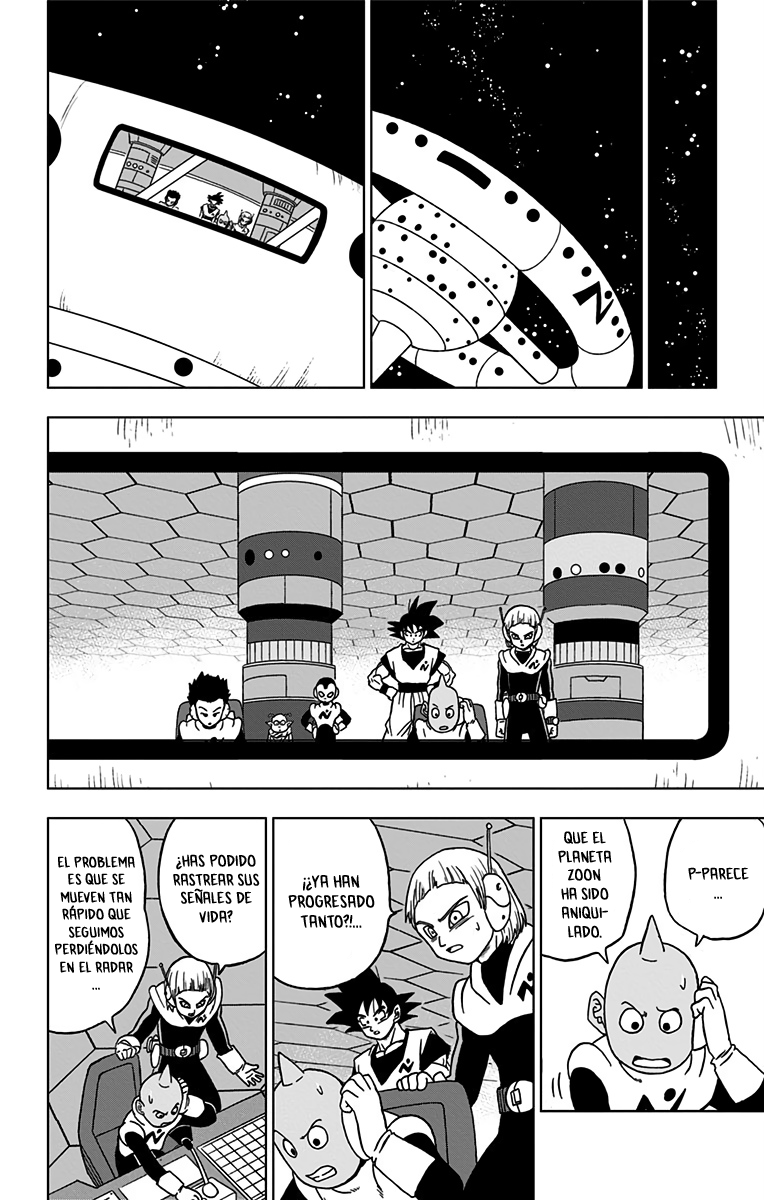 N
P-PARECE
...
QUE EL
PLANETA
ZOON
HA SIDO
ANIQUI-
LADO.
¡¿YA HAN
PROGRESADO
TANTO?!...
¿HAS PODIDO
RASTREAR SUS
SEÑALES DE
VIDA?
EL PROBLEMA
ES QUE SE
MUEVEN TAN
RÁPIDO QUE
SEGUIMOS
PERDIÉNDOLOS
EN EL RADAR
...